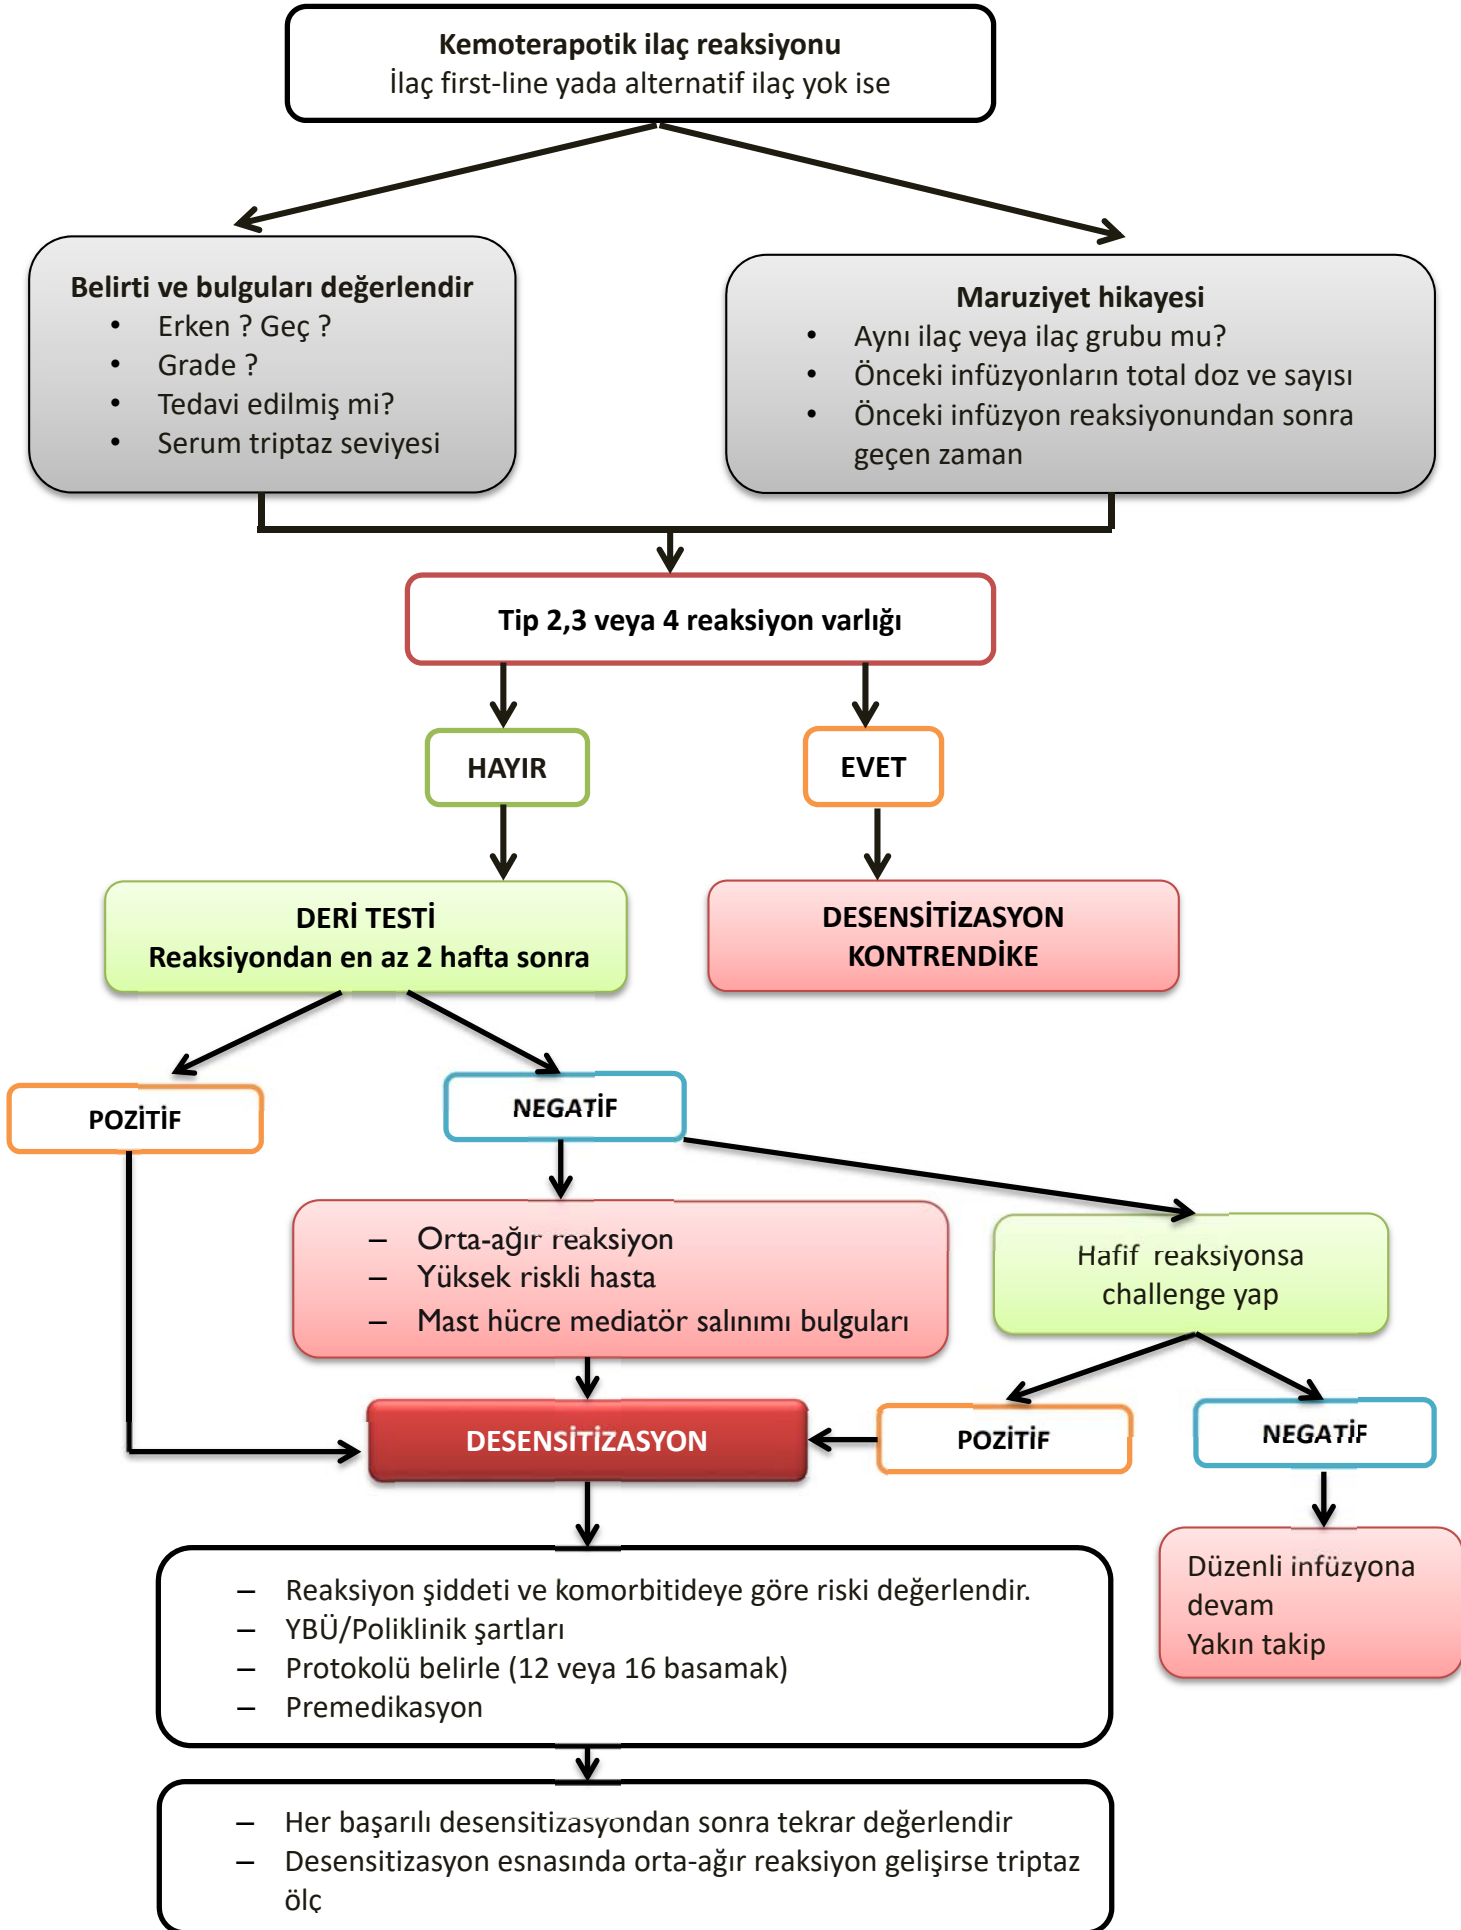 Kemoterapotik ilaç reaksiyonu
İlaç first-line yada alternatif ilaç yok ise
Belirti ve bulguları değerlendir
• Erken ? Geç ?
• Grade ?
• Tedavi edilmiş mi?
• Serum triptaz seviyesi
Maruziyet hikayesi
• Aynı ilaç veya ilaç grubu mu?
• Önceki infüzyonların total doz ve sayısı
• Önceki infüzyon reaksiyonundan sonra
geçen zaman
Tip 2,3 veya 4 reaksiyon varlığı
HAYIR
EVET
DERİ TESTİ
Reaksiyondan en az 2 hafta sonra
DESENSİTİZASYON
KONTRENDİKE
POZİTİF
NEGATİF
– Orta-ağır reaksiyon
– Yüksek riskli hasta
– Mast hücre mediatör salınımı bulguları
Hafif reaksiyonsa
challenge yap
DESENSİTİZASYON
POZİTİF
NEGATİF
– Reaksiyon şiddeti ve komorbitideye göre riski değerlendir.
– YBÜ/Poliklinik şartları
– Protokolü belirle (12 veya 16 basamak)
– Premedikasyon
Düzenli infüzyona
devam
Yakın takip
– Her başarılı desensitizasyondan sonra tekrar değerlendir
– Desensitizasyon esnasında orta-ağır reaksiyon gelişirse triptaz
ölç